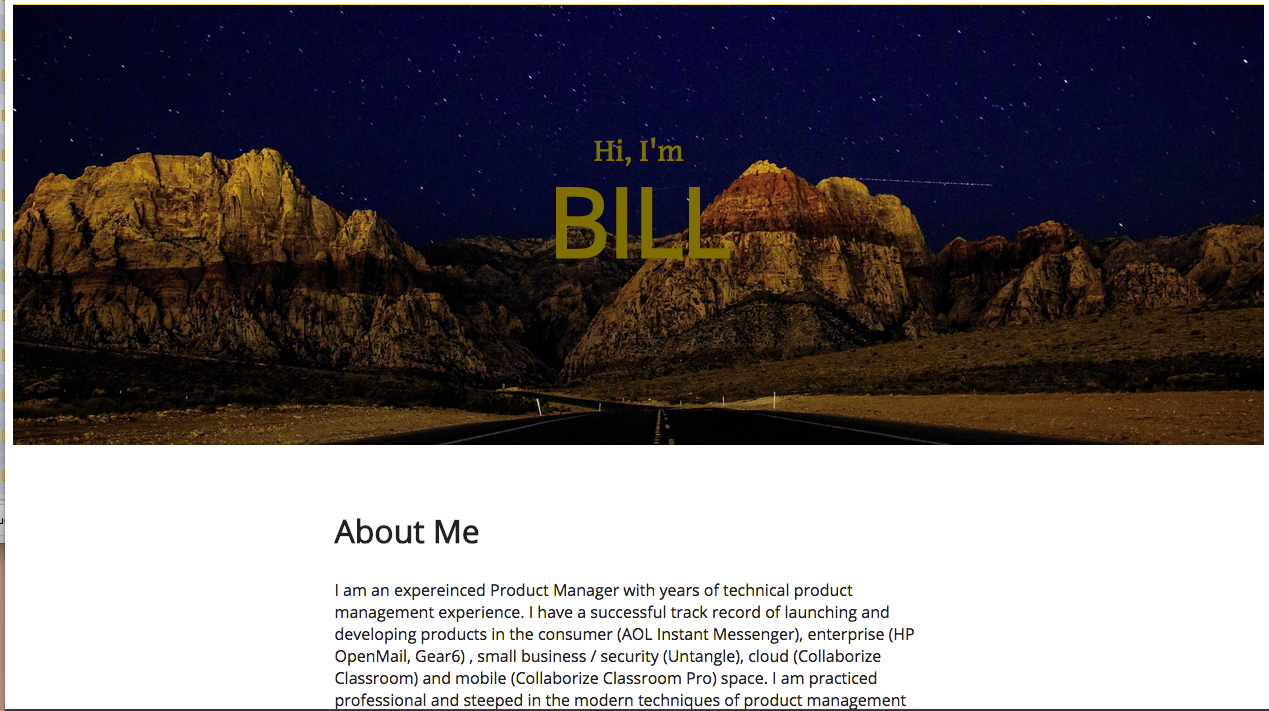 Hi, I'm
BILL
About Me
I am an expereinced Product Manager with years of technical product
management experience. I have a successful track record of launching and
developing products in the consumer (AOL Instant Messenger), enterprise (HP
OpenMail, Gear6) , small business / security (Untangle), cloud (Collaborize
Classroom) and mobile (Collaborize Classroom Pro) space. I am practiced
professional and steeped in the modern techniques of product management